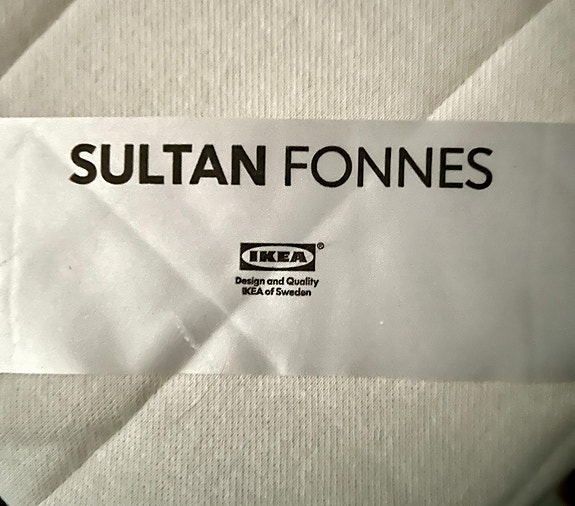 SULTAN FONNES
IKEA®
Design and Quality
IKEA of Sweden